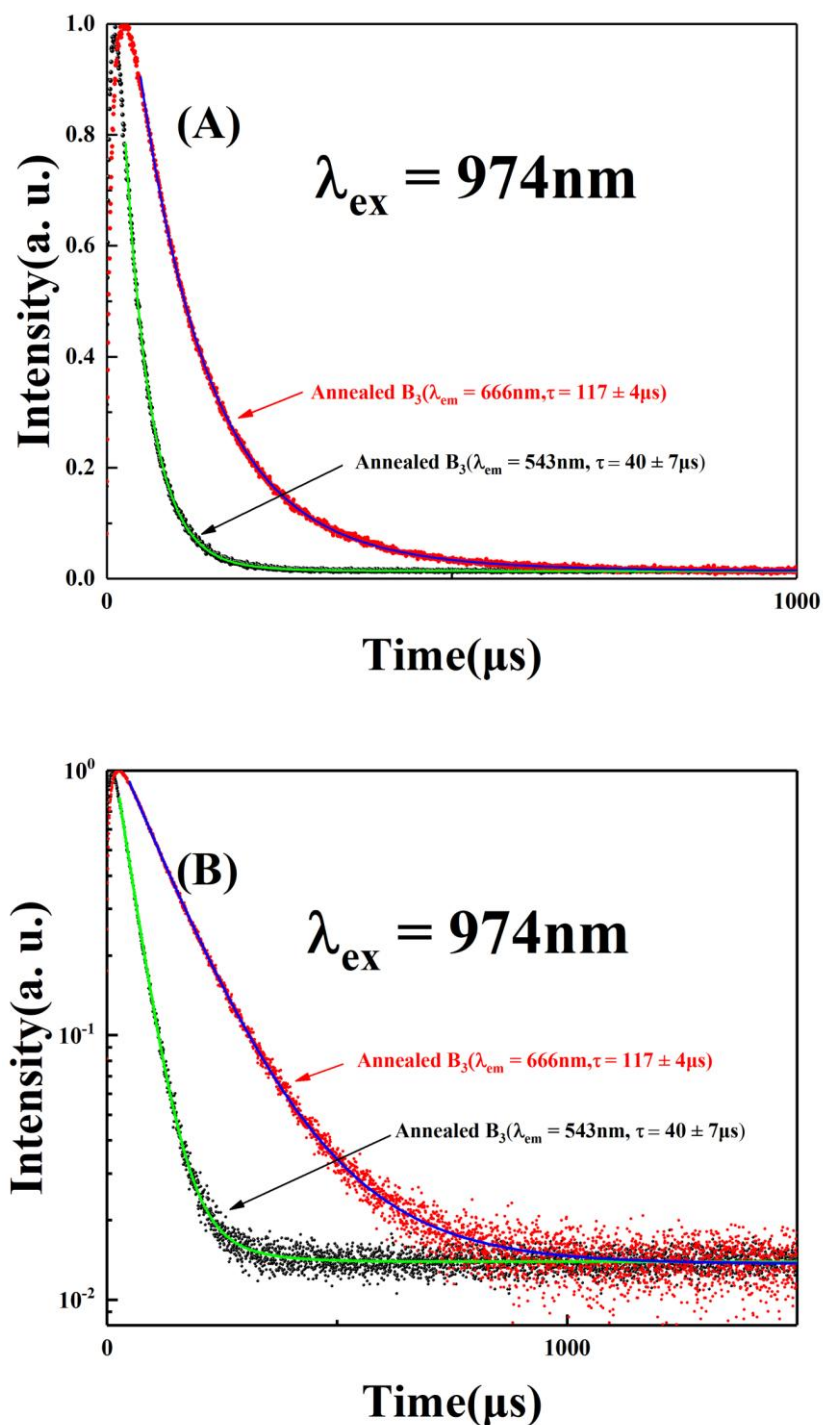 1.0
(A)
0.8
λex = 974nm
0.6
Intensity(a. u.)
0.4
Annealed B3(λem = 666nm,τ = 117 ± 4μs)
Annealed B3(λem = 543nm, τ = 40 ± 7μs)
0.2
0.0
0
1000
Time(μs)
10⁰
(B)
λex = 974nm
Intensity(a. u.)
10⁻¹
Annealed B3(λem = 666nm,τ = 117 ± 4μs)
Annealed B3(λem = 543nm, τ = 40 ± 7μs)
10⁻²
0
1000
Time(μs)